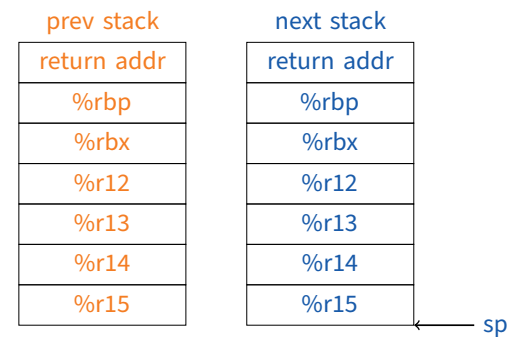 prev stack next stack
return addr return addr
%rbp %rbp
%rbx %rbx
%r12 %r12
%r13 %r13
%r14 %r14
%r15 %r15
sp